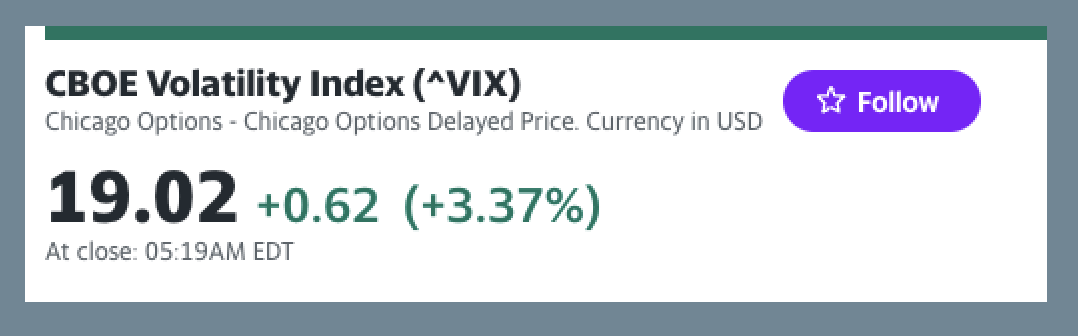 CBOE Volatility Index (^VIX)
Chicago Options - Chicago Options Delayed Price. Currency in USD
Follow
19.02 +0.62 (+3.37%)
At close: 05:19AM EDT